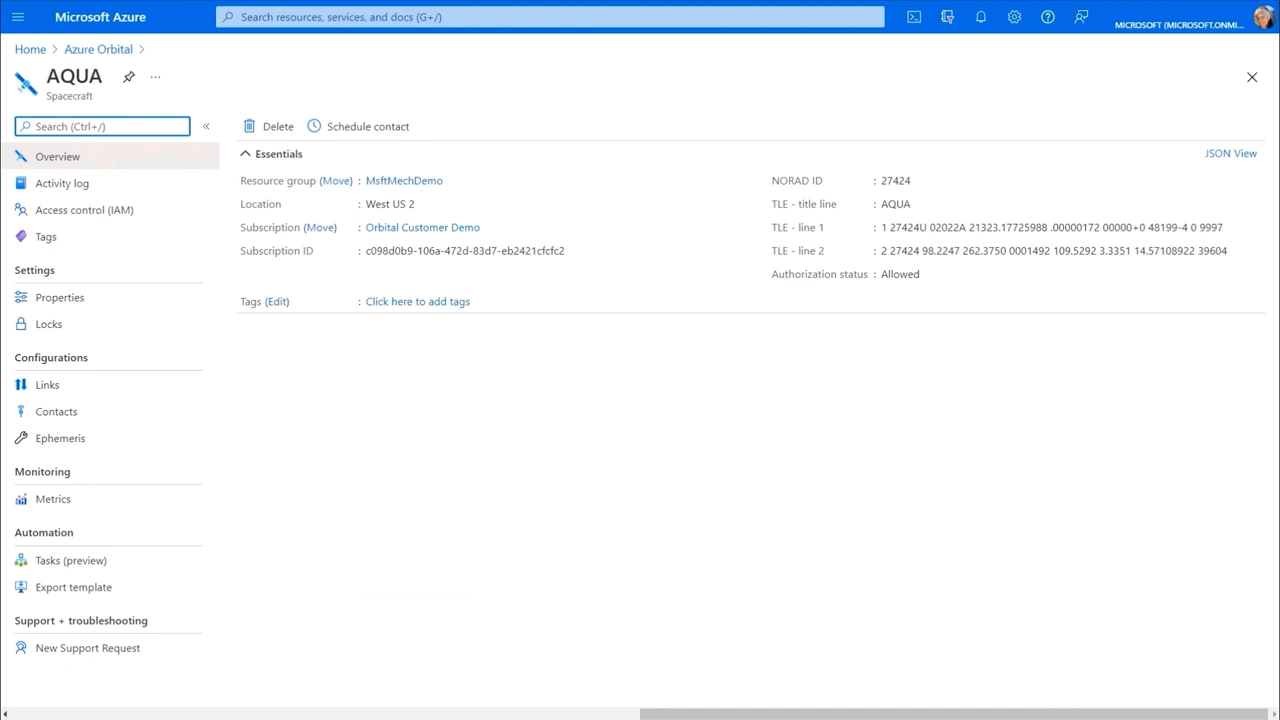 Microsoft Azure
Search resources, services, and docs (G+/)
MICROSOFT (MICROSOFT.ONMI...
Home > Azure Orbital >
AQUA
...
Spacecraft
Search (Ctrl+/)
«
Overview
Activity log
Access control (IAM)
Tags
Settings
Properties
Locks
Configurations
Links
Contacts
Ephemeris
Monitoring
Metrics
Automation
Tasks (preview)
Export template
Support + troubleshooting
New Support Request
Delete
Schedule contact
Essentials
JSON View
Resource group (Move) : MsftMechDemo
Location : West US 2
Subscription (Move) : Orbital Customer Demo
Subscription ID : c098d0b9-106a-472d-83d7-eb2421cfcfc2
Tags (Edit) : Click here to add tags
NORAD ID : 27424
TLE - title line : AQUA
TLE - line 1 : 1 27424U 02022A 21323.17725988 .00000172 00000+0 48199-4 0 9997
TLE - line 2 : 2 27424 98.2247 262.3750 0001492 109.5292 3.3351 14.57108922 39604
Authorization status : Allowed